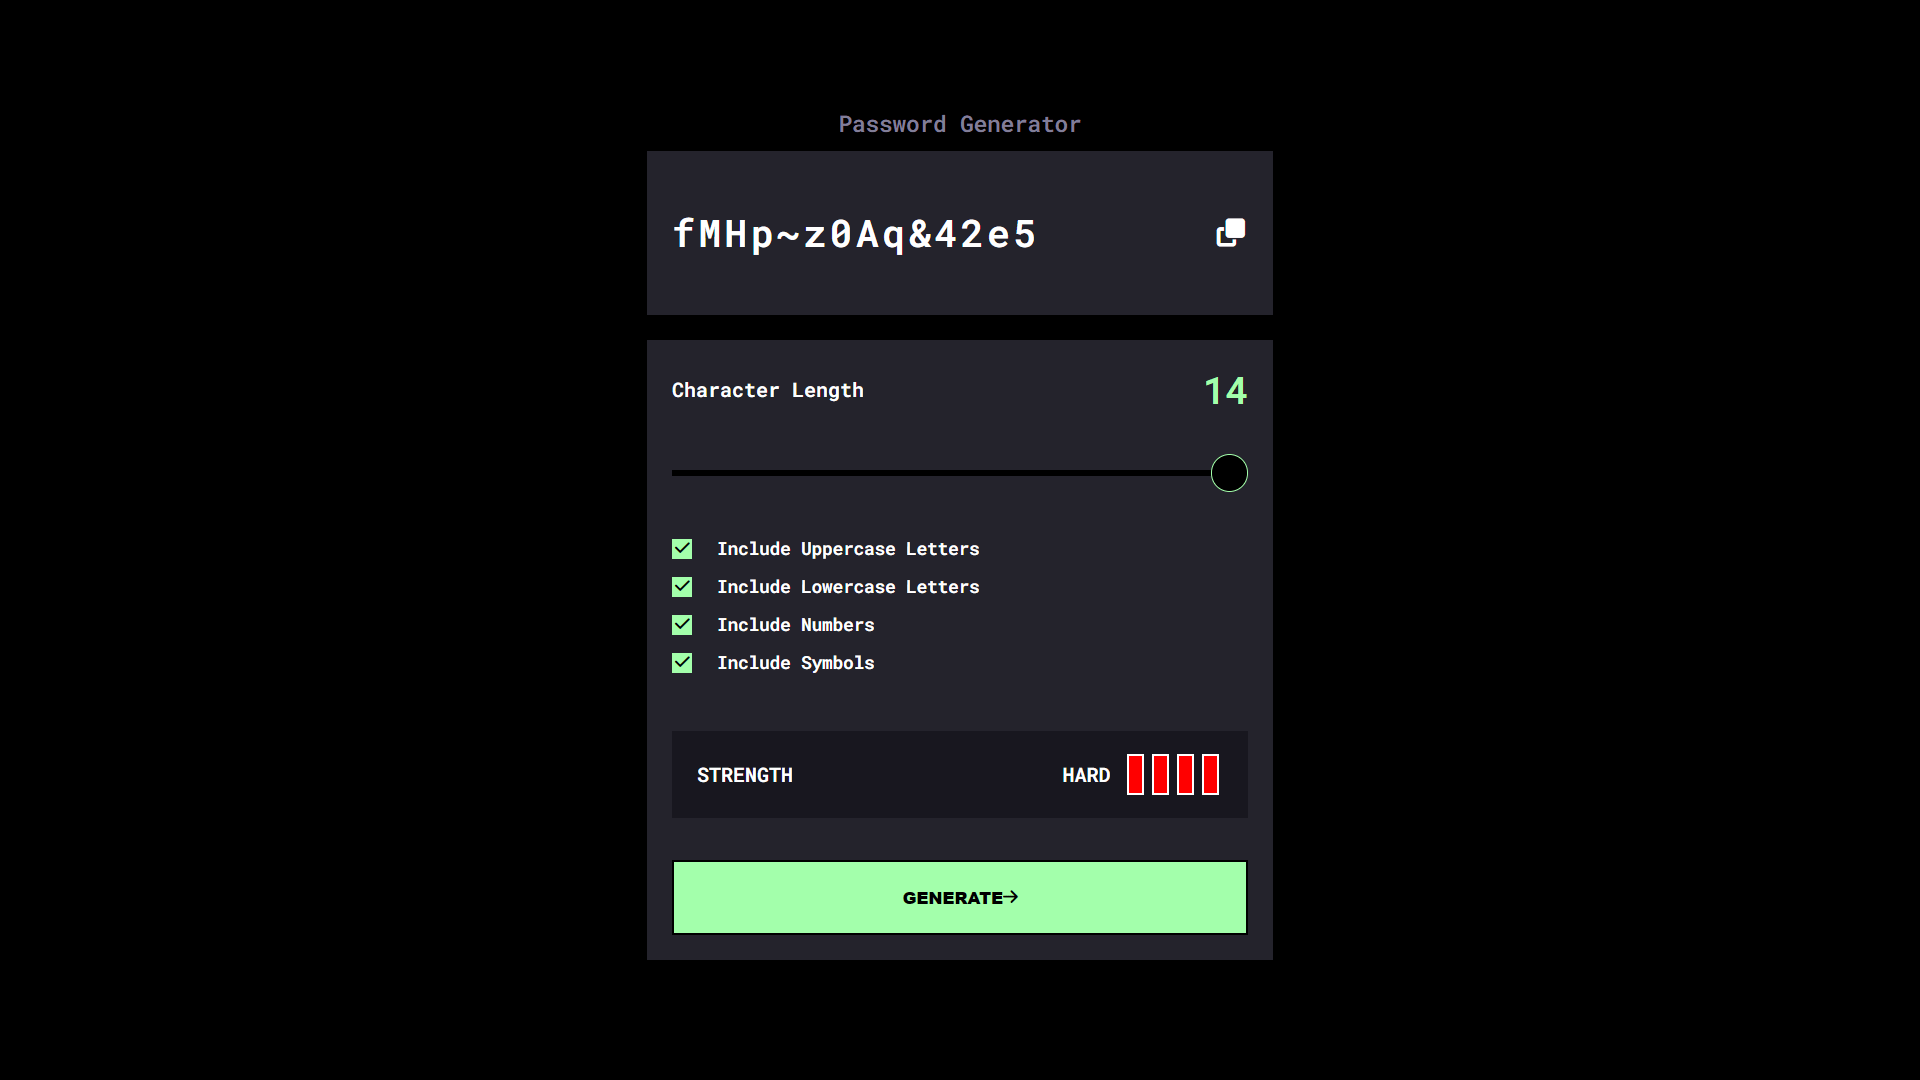 Password Generator
fMHp~z0Aq&42e5
Character Length
14
Include Uppercase Letters
Include Lowercase Letters
Include Numbers
Include Symbols
STRENGTH
HARD
GENERATE→